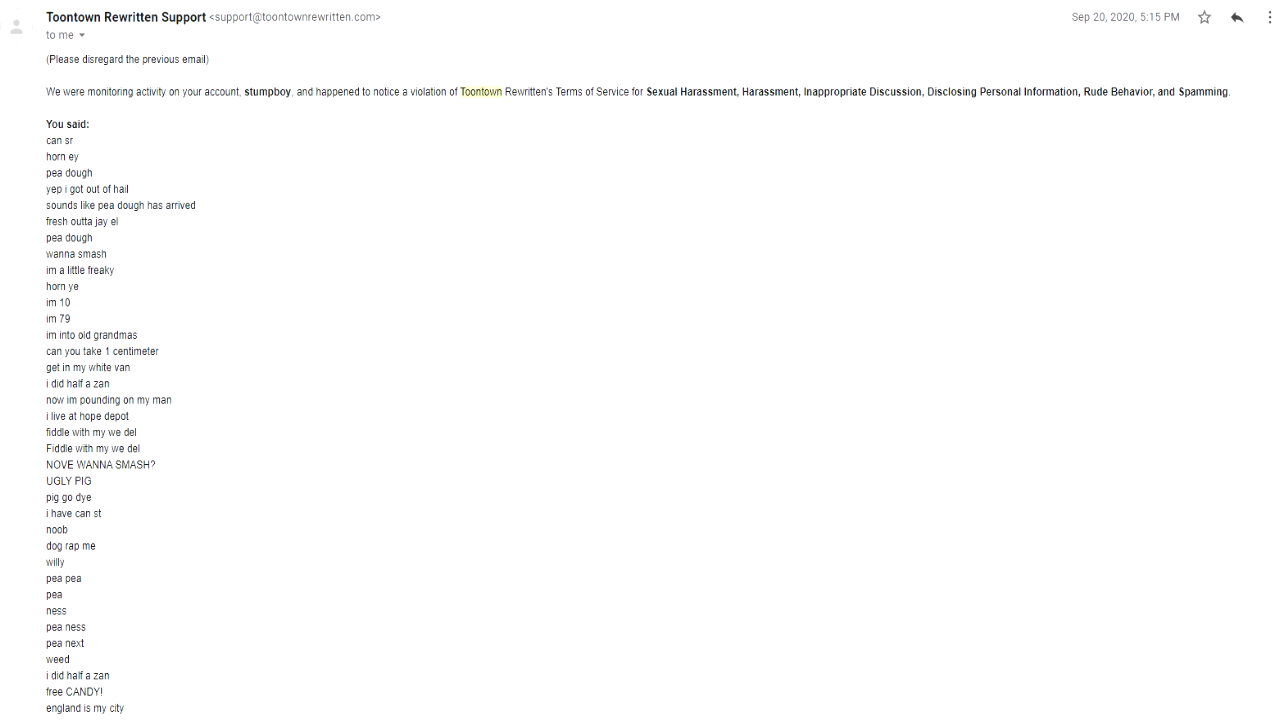 Toontown Rewritten Support <support@toontownrewritten.com> Sep 20, 2020, 5:15 PM
to me
(Please disregard the previous email)
We were monitoring activity on your account, stumpboy, and happened to notice a violation of Toontown Rewritten's Terms of Service for Sexual Harassment, Harassment, Inappropriate Discussion, Disclosing Personal Information, Rude Behavior, and Spamming.
You said:
can sr
horn ey
pea dough
yep i got out of hail
sounds like pea dough has arrived
fresh outta jay el
pea dough
wanna smash
im a little freaky
horn ye
im 10
im 79
im into old grandmas
can you take 1 centimeter
get in my white van
i did half a zan
now im pounding on my man
i live at hope depot
fiddle with my we del
Fiddle with my we del
NOVE WANNA SMASH?
UGLY PIG
pig go dye
i have can st
noob
dog rap me
willy
pea pea
pea
ness
pea ness
pea next
weed
i did half a zan
free CANDY!
england is my city